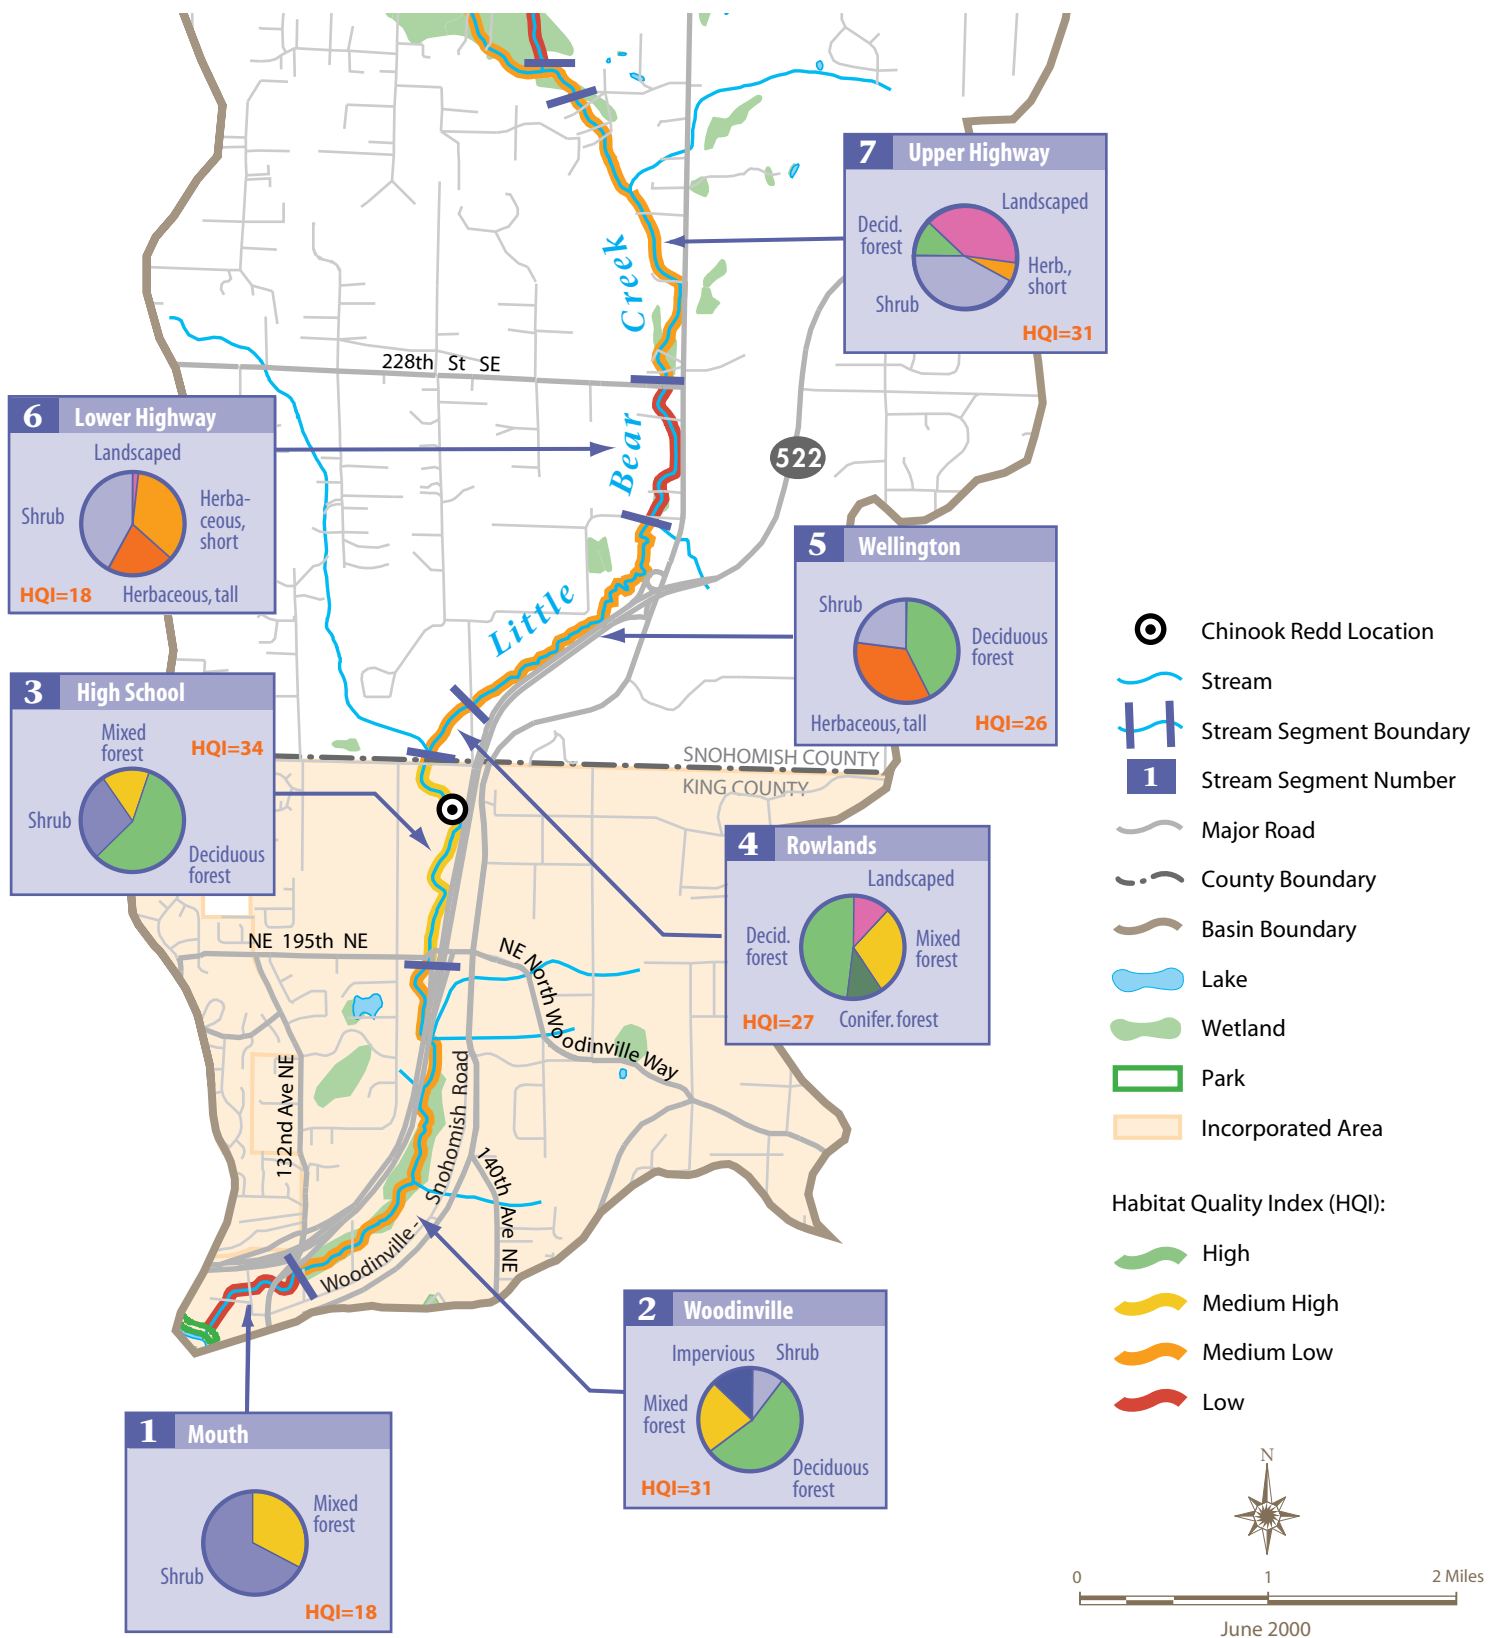 7 Upper Highway
Landscaped
Decid.
forest
Herb.,
short
Shrub
HQI=31
Creek
228th St SE
6 Lower Highway
Landscaped
Shrub
Herba-
ceous,
short
HQI=18
Herbaceous, tall
Bear
522
5 Wellington
Shrub
Deciduous
forest
Herbaceous, tall
HQI=26
Little
3 High School
Mixed
forest
HQI=34
Shrub
Deciduous
forest
SNOHOMISH COUNTY
KING COUNTY
4 Rowlands
Landscaped
Decid.
forest
Mixed
forest
HQI=27
Conifer. forest
NE 195th NE
NE North Woodinville Way
132nd Ave NE
Woodinville - Snohomish Road
140th Ave NE
2 Woodinville
Impervious
Shrub
Mixed
forest
HQI=31
Deciduous
forest
1 Mouth
Mixed
forest
Shrub
HQI=18
Chinook Redd Location
Stream
Stream Segment Boundary
1 Stream Segment Number
Major Road
County Boundary
Basin Boundary
Lake
Wetland
Park
Incorporated Area
Habitat Quality Index (HQI):
High
Medium High
Medium Low
Low
N
0 1 2 Miles
June 2000